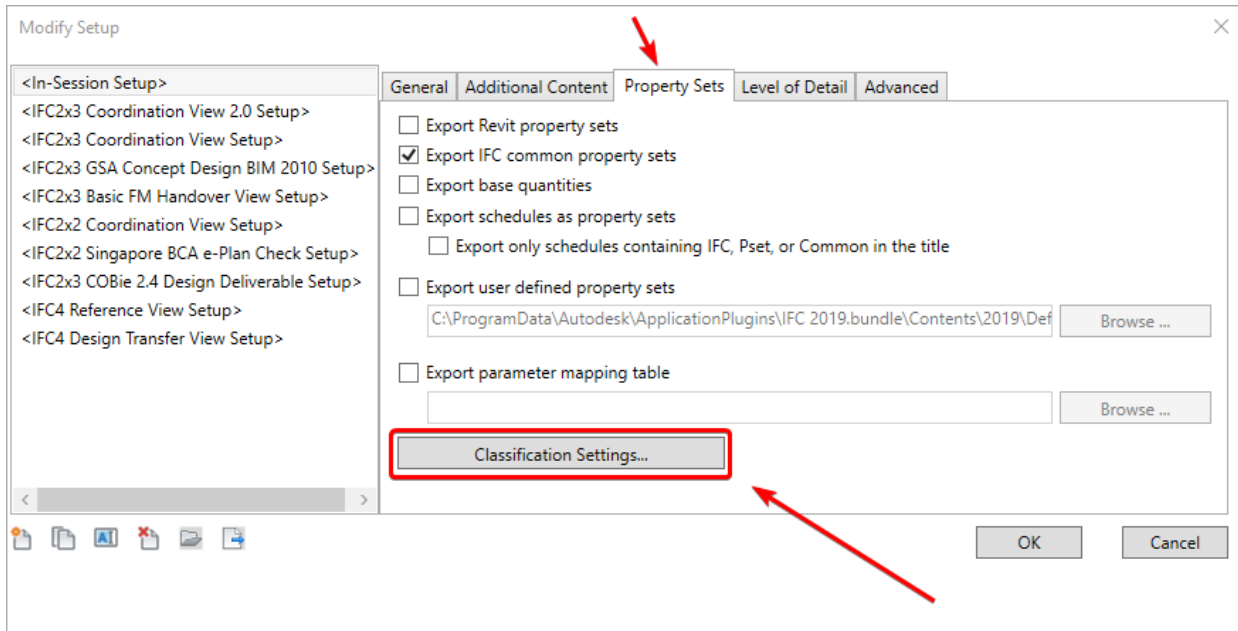 Modify Setup
<In-Session Setup>
<IFC2x3 Coordination View 2.0 Setup>
<IFC2x3 Coordination View Setup>
<IFC2x3 GSA Concept Design BIM 2010 Setup>
<IFC2x3 Basic FM Handover View Setup>
<IFC2x2 Coordination View Setup>
<IFC2x2 Singapore BCA e-Plan Check Setup>
<IFC2x3 COBie 2.4 Design Deliverable Setup>
<IFC4 Reference View Setup>
<IFC4 Design Transfer View Setup>
General Additional Content Property Sets Level of Detail Advanced
Export Revit property sets
Export IFC common property sets
Export base quantities
Export schedules as property sets
Export only schedules containing IFC, Pset, or Common in the title
Export user defined property sets
C:\ProgramData\Autodesk\ApplicationPlugins\IFC 2019.bundle\Contents\2019\Def Browse ...
Export parameter mapping table
Browse ...
Classification Settings...
OK Cancel